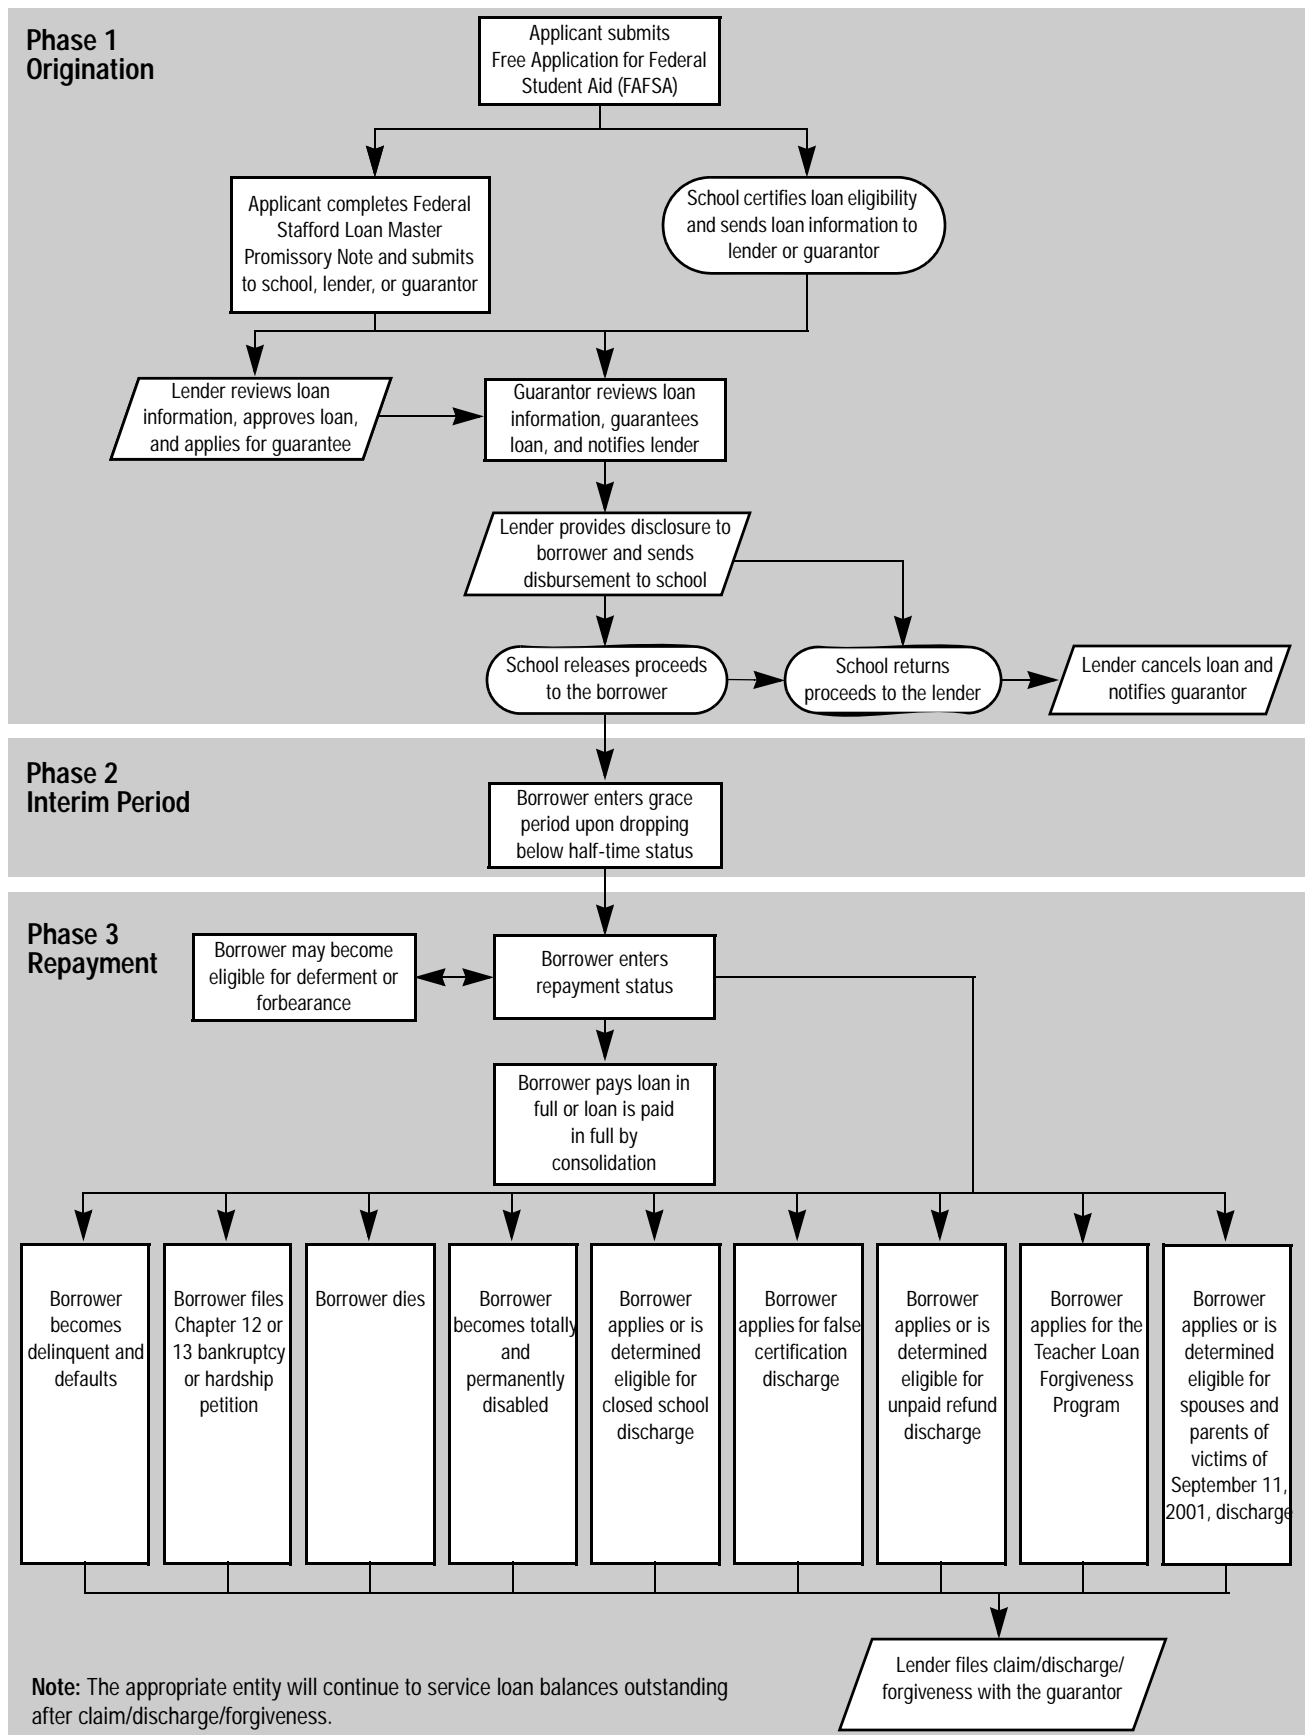 Phase 1
Origination
Applicant submits
Free Application for Federal
Student Aid (FAFSA)
Applicant completes Federal
Stafford Loan Master
Promissory Note and submits
to school, lender, or guarantor
School certifies loan eligibility
and sends loan information to
lender or guarantor
Lender reviews loan
information, approves loan,
and applies for guarantee
Guarantor reviews loan
information, guarantees
loan, and notifies lender
Lender provides disclosure to
borrower and sends
disbursement to school
School releases proceeds
to the borrower
School returns
proceeds to the lender
Lender cancels loan and
notifies guarantor
Phase 2
Interim Period
Borrower enters grace
period upon dropping
below half-time status
Phase 3
Repayment
Borrower may become
eligible for deferment or
forbearance
Borrower enters
repayment status
Borrower pays loan in
full or loan is paid
in full by
consolidation
Borrower
becomes
delinquent and
defaults
Borrower files
Chapter 12 or
13 bankruptcy
or hardship
petition
Borrower dies
Borrower
becomes totally
and
permanently
disabled
Borrower
applies or is
determined
eligible for
closed school
discharge
Borrower
applies for false
certification
discharge
Borrower
applies or is
determined
eligible for
unpaid refund
discharge
Borrower
applies for the
Teacher Loan
Forgiveness
Program
Borrower
applies or is
determined
eligible for
spouses and
parents of
victims of
September 11,
2001, discharge
Lender files claim/discharge/
forgiveness with the guarantor
Note: The appropriate entity will continue to service loan balances outstanding
after claim/discharge/forgiveness.